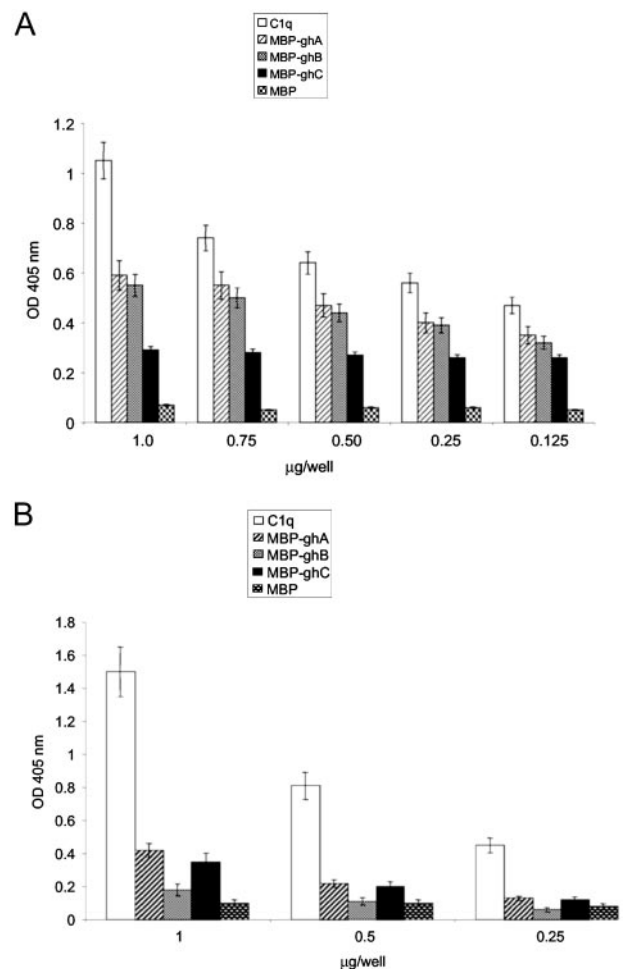 A
C1q
MBP-ghA
MBP-ghB
MBP-ghC
MBP
1.2
1
0.8
0.6
0.4
0.2
0
OD 405 nm
1.0 0.75 0.50 0.25 0.125
µg/well
B
C1q
MBP-ghA
MBP-ghB
MBP-ghC
MBP
1.8
1.6
1.4
1.2
1
0.8
0.6
0.4
0.2
0
OD 405 nm
1 0.5 0.25
µg/well